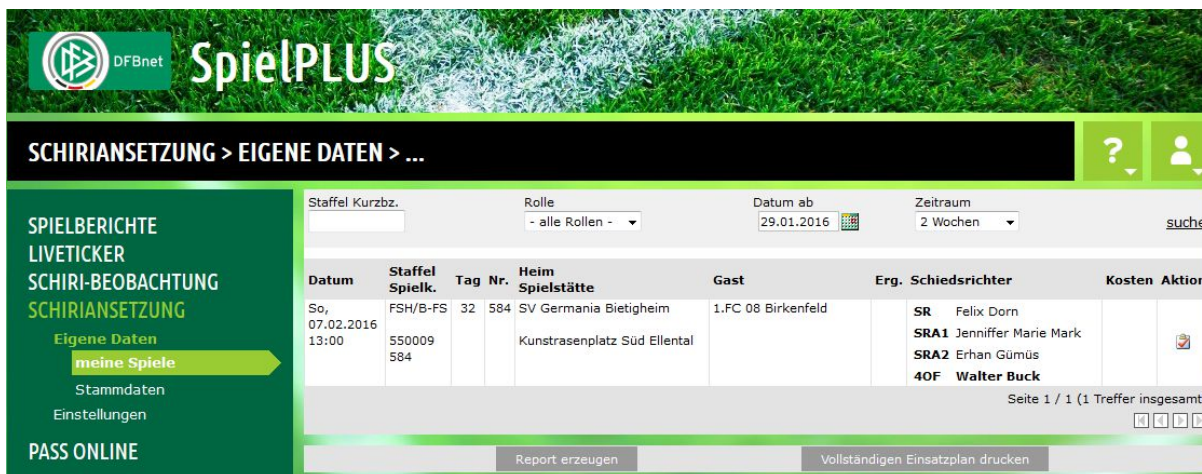 DFBnet
SpielPLUS
SCHIRIANSETZUNG > EIGENE DATEN > ...
?
SPIELBERICHTE
LIVETICKER
SCHIRI-BEOBACHTUNG
SCHIRIANSETZUNG
Eigene Daten
meine Spiele
Stammdaten
Einstellungen
PASS ONLINE
Staffel Kurzbz. Rolle Datum ab Zeitraum
- alle Rollen - 29.01.2016 2 Wochen suche
Datum Staffel Spielk. Tag Nr. Heim Spielstätte Gast Erg. Schiedsrichter Kosten Aktion
So, FSH/B-FS 32 584 SV Germania Bietigheim 1.FC 08 Birkenfeld SR Felix Dorn
07.02.2016 SRA1 Jenniffer Marie Mark
13:00 550009 Kunstrasenplatz Süd Ellental SRA2 Erhan Gümüs
584 4OF Walter Buck
Seite 1 / 1 (1 Treffer insgesamt
Report erzeugen Vollständigen Einsatzplan drucken